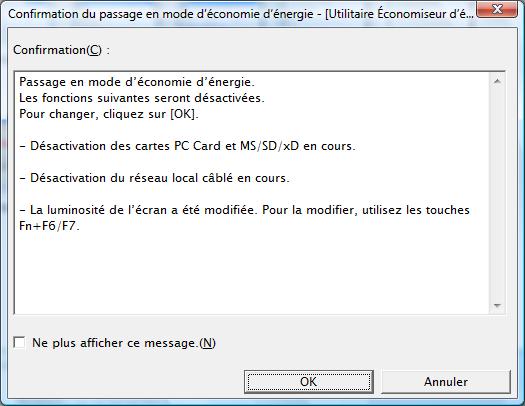 Confirmation du passage en mode d'économie d'énergie - [Utilitaire Économiseur d'é...
Confirmation(C) :
Passage en mode d'économie d'énergie.
Les fonctions suivantes seront désactivées.
Pour changer, cliquez sur [OK].
- Désactivation des cartes PC Card et MS/SD/xD en cours.
- Désactivation du réseau local câblé en cours.
- La luminosité de l'écran a été modifiée. Pour la modifier, utilisez les touches
Fn+F6/F7.
Ne plus afficher ce message.(N)
OK
Annuler